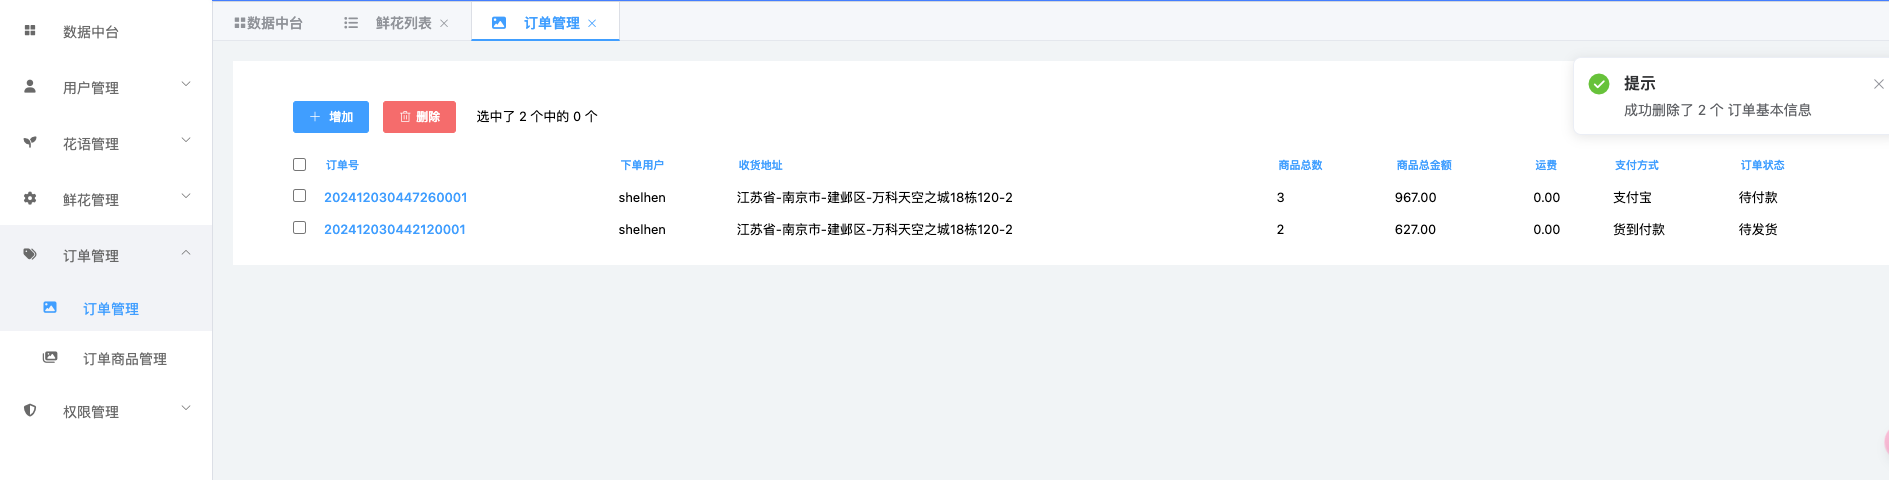 数据中台
用户管理
花语管理
鲜花管理
订单管理
订单管理
订单商品管理
权限管理
数据中台 鲜花列表 订单管理
提示
成功删除了 2 个 订单基本信息
增加 删除 选中了 2 个中的 0 个
订单号 下单用户 收货地址 商品总数 商品总金额 运费 支付方式 订单状态
202412030447260001 shelhen 江苏省-南京市-建邺区-万科天空之城18栋120-2 3 967.00 0.00 支付宝 待付款
202412030442120001 shelhen 江苏省-南京市-建邺区-万科天空之城18栋120-2 2 627.00 0.00 货到付款 待发货